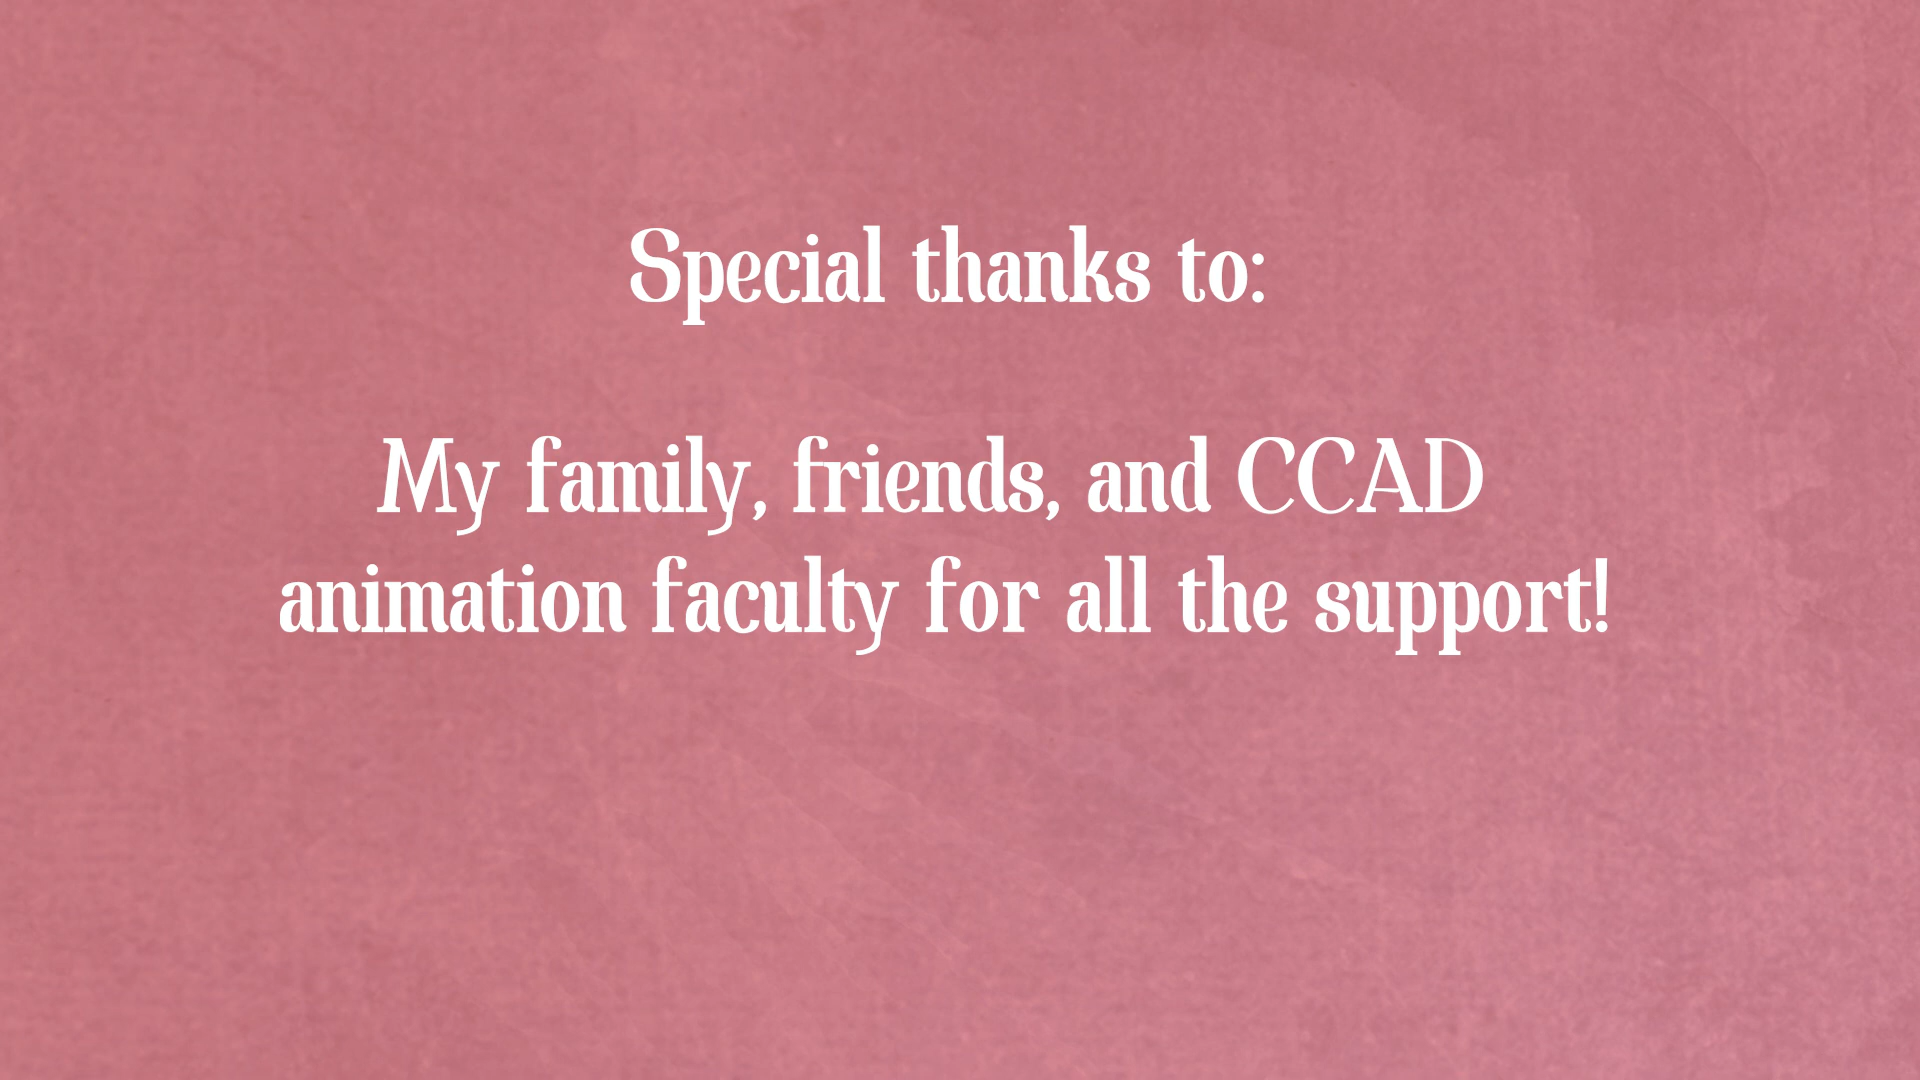 Special thanks to:
My family, friends, and CCAD
animation faculty for all the support!